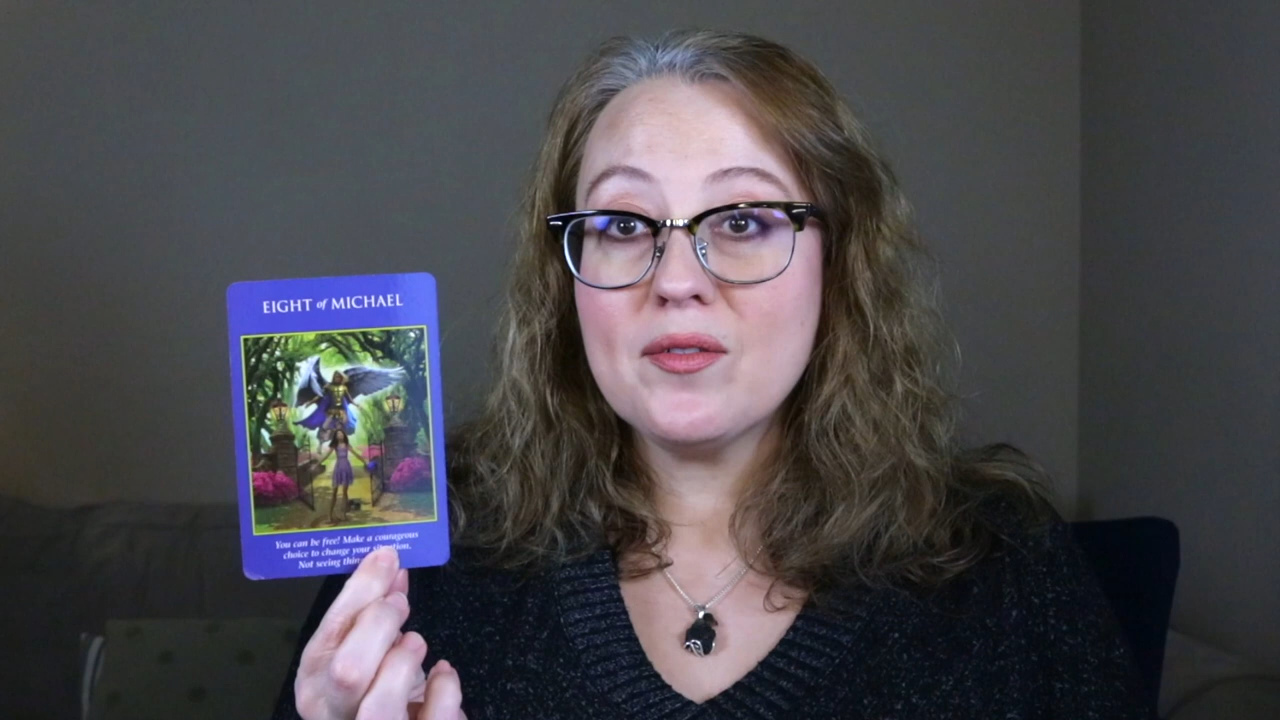 EIGHT of MICHAEL
You can be free! Make a courageous
choice to change your situation.
Not seeing